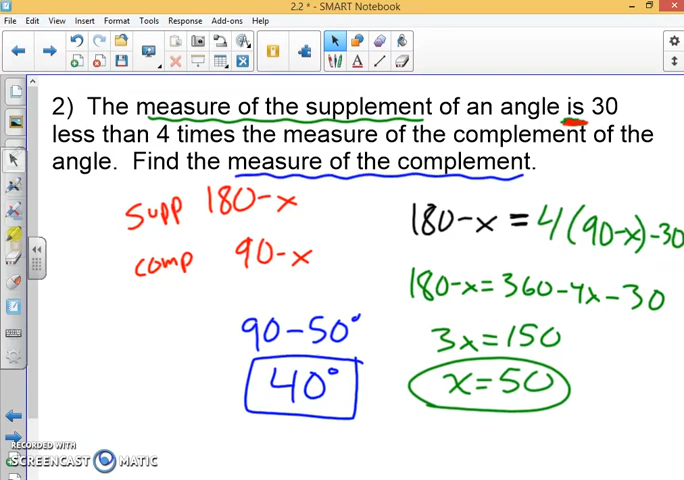 2.2 * - SMART Notebook
File Edit View Insert Format Tools Response Add-ons Help
2) The measure of the supplement of an angle is 30
less than 4 times the measure of the complement of the
angle. Find the measure of the complement.
Supp 180-x
comp 90-x
90-50°
40°
180-x = 4(90-x)-30
180-x=360-4x-30
3x=150
x=50
RECORDED WITH
SCREENCAST MATIC